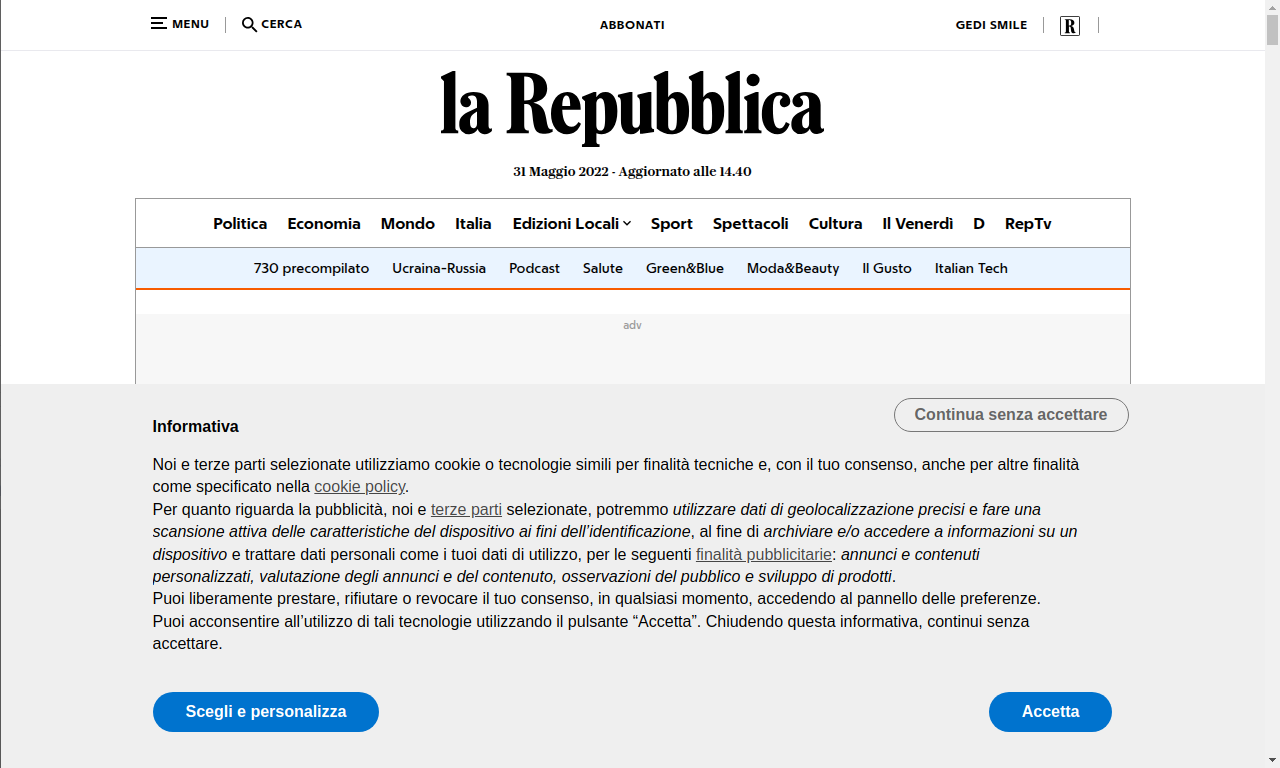 MENU
CERCA
ABBONATI
GEDI SMILE
R
la Repubblica
31 Maggio 2022 - Aggiornato alle 14.40
Politica Economia Mondo Italia Edizioni Locali Sport Spettacoli Cultura Il Venerdì D RepTv
730 precompilato Ucraina-Russia Podcast Salute Green&Blue Moda&Beauty Il Gusto Italian Tech
adv
Continua senza accettare
Informativa
Noi e terze parti selezionate utilizziamo cookie o tecnologie simili per finalità tecniche e, con il tuo consenso, anche per altre finalità
come specificato nella cookie policy.
Per quanto riguarda la pubblicità, noi e terze parti selezionate, potremmo utilizzare dati di geolocalizzazione precisi e fare una
scansione attiva delle caratteristiche del dispositivo ai fini dell’identificazione, al fine di archiviare e/o accedere a informazioni su un
dispositivo e trattare dati personali come i tuoi dati di utilizzo, per le seguenti finalità pubblicitarie: annunci e contenuti
personalizzati, valutazione degli annunci e del contenuto, osservazioni del pubblico e sviluppo di prodotti.
Puoi liberamente prestare, rifiutare o revocare il tuo consenso, in qualsiasi momento, accedendo al pannello delle preferenze.
Puoi acconsentire all’utilizzo di tali tecnologie utilizzando il pulsante “Accetta”. Chiudendo questa informativa, continui senza
accettare.
Scegli e personalizza
Accetta